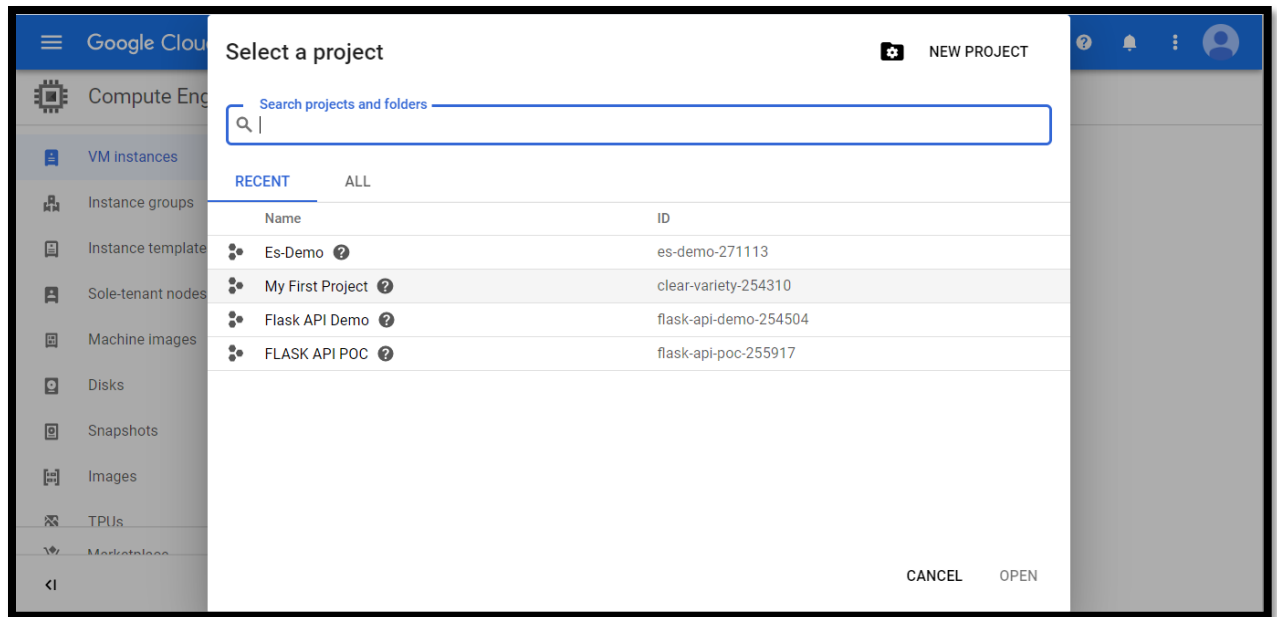 Google Clou
Select a project
NEW PROJECT
Compute Eng
Search projects and folders
VM instances
RECENT
ALL
Instance groups
Name
ID
Instance template
Es-Demo
es-demo-271113
My First Project
clear-variety-254310
Sole-tenant nodes
Flask API Demo
flask-api-demo-254504
Machine images
FLASK API POC
flask-api-poc-255917
Disks
Snapshots
Images
TPUs
Marketplace
CANCEL
OPEN